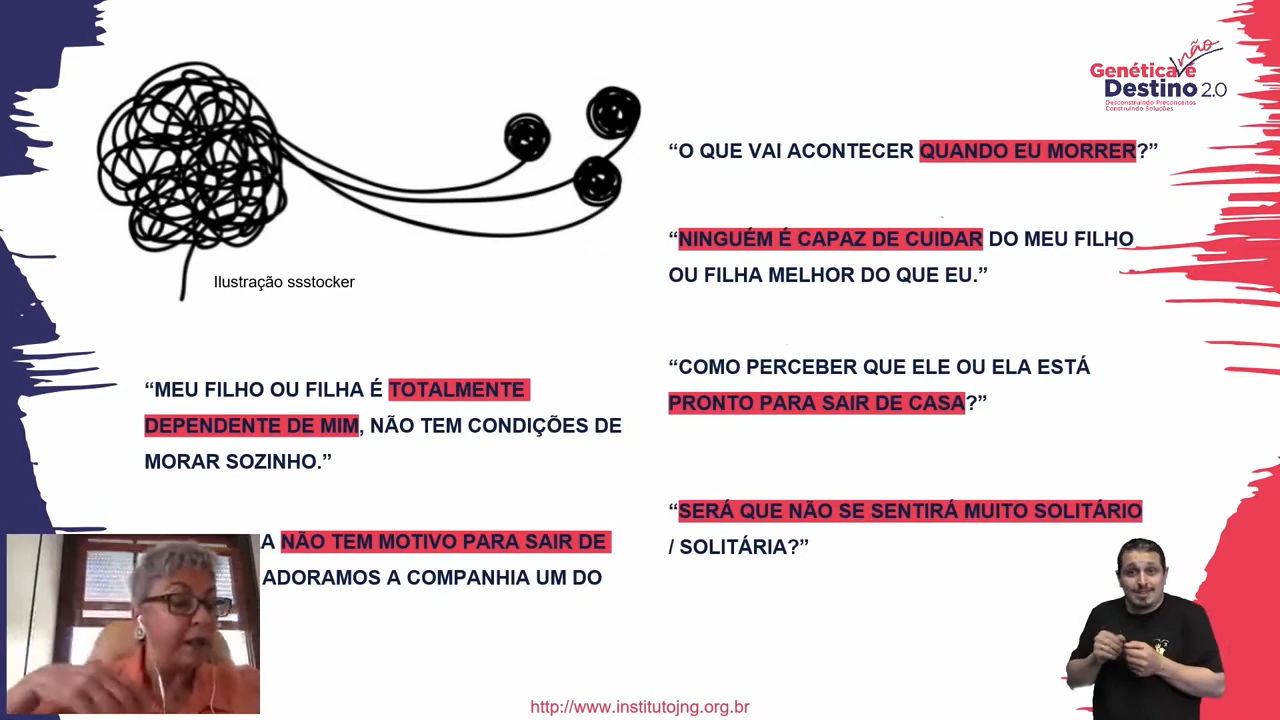 não
Genética é
Destino 2.0
Desconstruindo Preconceitos
Construindo Soluções
Ilustração ssstocker
“MEU FILHO OU FILHA É TOTALMENTE
DEPENDENTE DE MIM, NÃO TEM CONDIÇÕES DE
MORAR SOZINHO.”
A NÃO TEM MOTIVO PARA SAIR DE
ADORAMOS A COMPANHIA UM DO
“O QUE VAI ACONTECER QUANDO EU MORRER?”
“NINGUÉM É CAPAZ DE CUIDAR DO MEU FILHO
OU FILHA MELHOR DO QUE EU.”
“COMO PERCEBER QUE ELE OU ELA ESTÁ
PRONTO PARA SAIR DE CASA?”
“SERÁ QUE NÃO SE SENTIRÁ MUITO SOLITÁRIO
/ SOLITÁRIA?”
http://www.institutojng.org.br